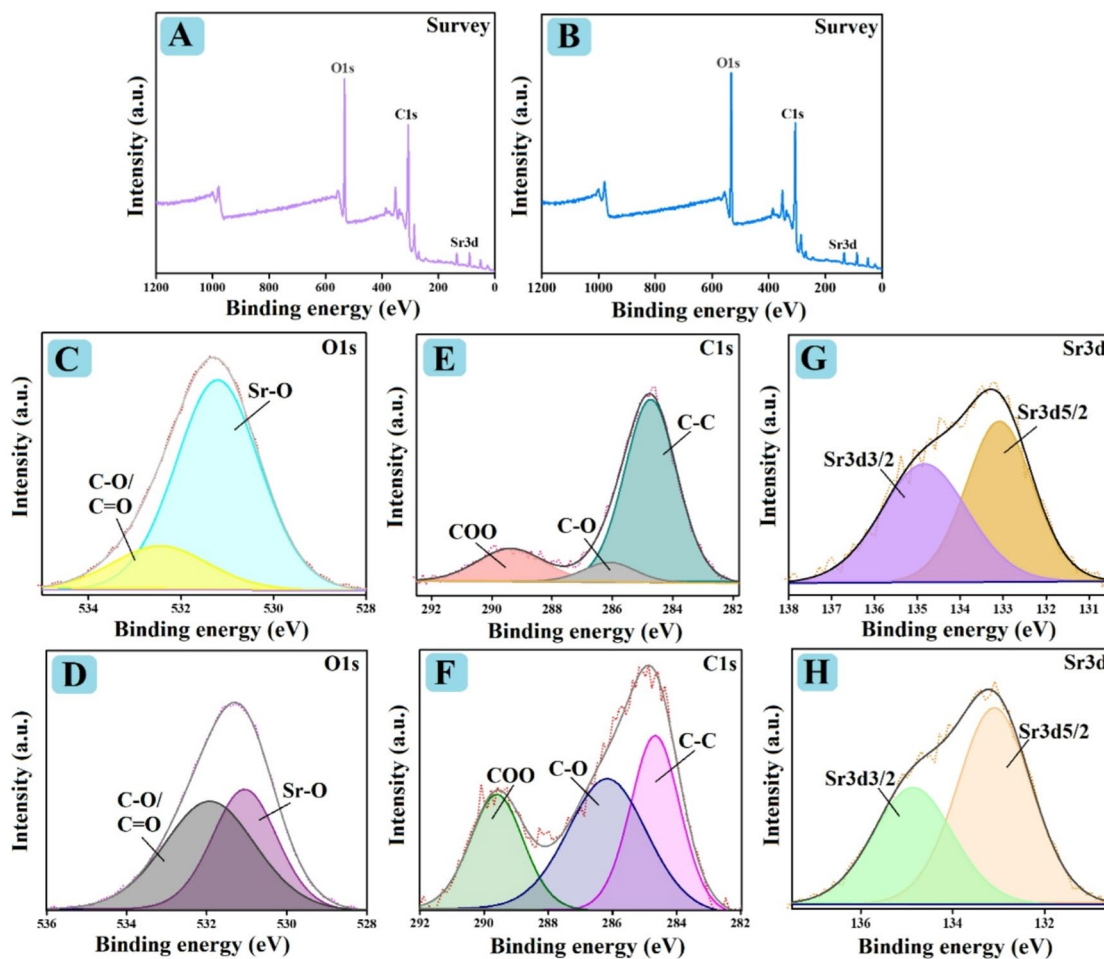 A
Survey
O1s
C1s
Sr3d
Intensity (a.u.)
1200 1000 800 600 400 200 0
Binding energy (eV)
B
Survey
O1s
C1s
Sr3d
Intensity (a.u.)
1200 1000 800 600 400 200 0
Binding energy (eV)
C
O1s
Sr-O
C-O/
C=O
Intensity (a.u.)
534 531 530 528
Binding energy (eV)
E
C1s
C-C
COO
C-O
Intensity (a.u.)
292 290 288 286 284 282
Binding energy (eV)
G
Sr3d
Sr3d5/2
Sr3d3/2
Intensity (a.u.)
138 137 136 135 134 133 132 131
Binding energy (eV)
D
O1s
Sr-O
C-O/
C=O
Intensity (a.u.)
536 534 531 530 528
Binding energy (eV)
F
C1s
COO
C-O
C-C
Intensity (a.u.)
292 290 288 286 284 282
Binding energy (eV)
H
Sr3d
Sr3d5/2
Sr3d3/2
Intensity (a.u.)
136 134 132
Binding energy (eV)